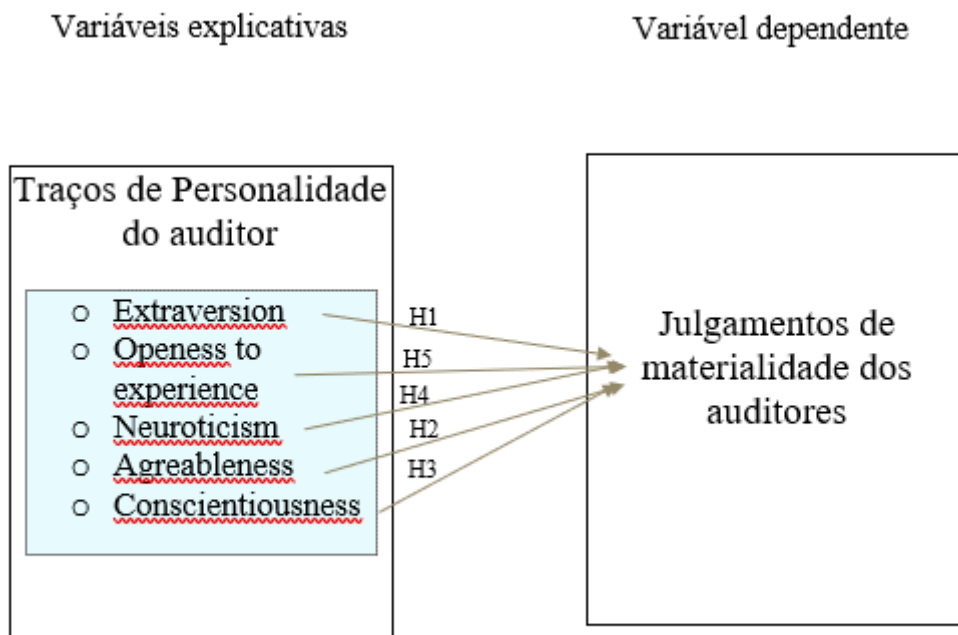 Variáveis explicativas
Variável dependente
Traços de Personalidade
do auditor
o Extraversion
o Openess to
experience
o Neuroticism
o Agreableness
o Conscientiousness
H1
H5
H4
H2
H3
Julgamentos de
materialidade dos
auditores